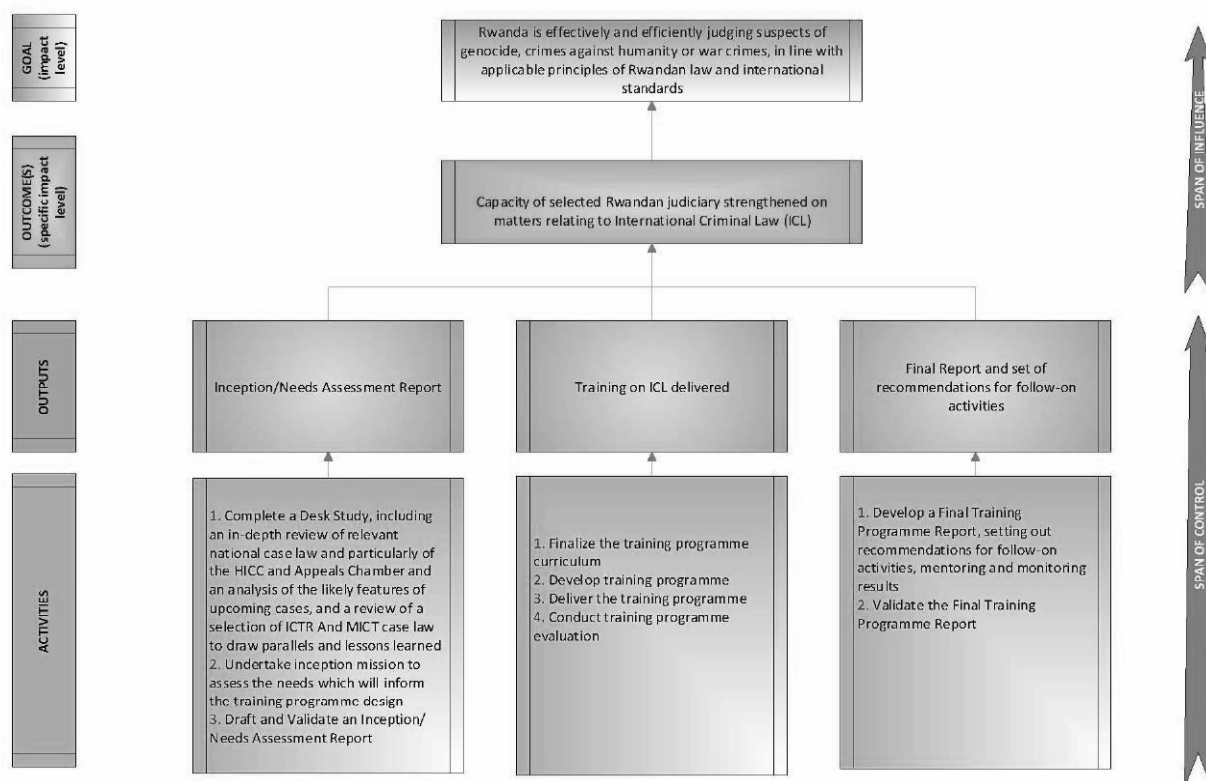 GOAL
(impact
level)
Rwanda is effectively and efficiently judging suspects of
genocide, crimes against humanity or war crimes, in line with
applicable principles of Rwandan law and international
standards
OUTCOME(S)
(specific impact
level)
Capacity of selected Rwandan judiciary strengthened on
matters relating to International Criminal Law (ICL)
SPAN OF INFLUENCE
OUTPUTS
Inception/Needs Assessment Report
Training on ICL delivered
Final Report and set of
recommendations for follow-on
activities
ACTIVITIES
1. Complete a Desk Study, including
an in-depth review of relevant
national case law and particularly of
the HICC and Appeals Chamber and
an analysis of the likely features of
upcoming cases, and a review of a
selection of ICTR And MICT case law
to draw parallels and lessons learned
2. Undertake inception mission to
assess the needs which will inform
the training programme design
3. Draft and Validate an Inception/
Needs Assessment Report
1. Finalize the training programme
curriculum
2. Develop training programme
3. Deliver the training programme
4. Conduct training programme
evaluation
1. Develop a Final Training
Programme Report, setting out
recommendations for follow-on
activities, mentoring and monitoring
results
2. Validate the Final Training
Programme Report
SPAN OF CONTROL